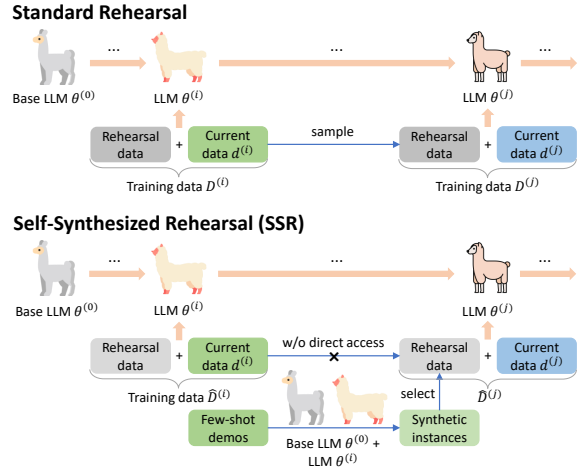 Standard Rehearsal
... ... ...
Base LLM θ^(0) LLM θ^(i) LLM θ^(j)
Rehearsal data + Current data d^(i) sample Rehearsal data + Current data d^(j)
Training data D^(i) Training data D^(j)
Self-Synthesized Rehearsal (SSR)
... ... ...
Base LLM θ^(0) LLM θ^(i) LLM θ^(j)
Rehearsal data + Current data d^(i) w/o direct access Rehearsal data + Current data d^(j)
Training data D̂^(i) select D̂^(j)
Few-shot demos Base LLM θ^(0) + LLM θ^(i) Synthetic instances